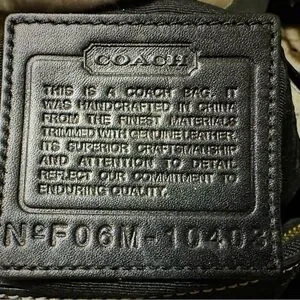 COACH
THIS IS A COACH BAG. IT
WAS HANDCRAFTED IN CHINA
FROM THE FINEST MATERIALS
TRIMMED WITH GENUINE LEATHER.
ITS SUPERIOR CRAFTSMANSHIP
AND ATTENTION TO DETAIL
REFLECT OUR COMMITMENT TO
ENDURING QUALITY.
NºF06M-10403